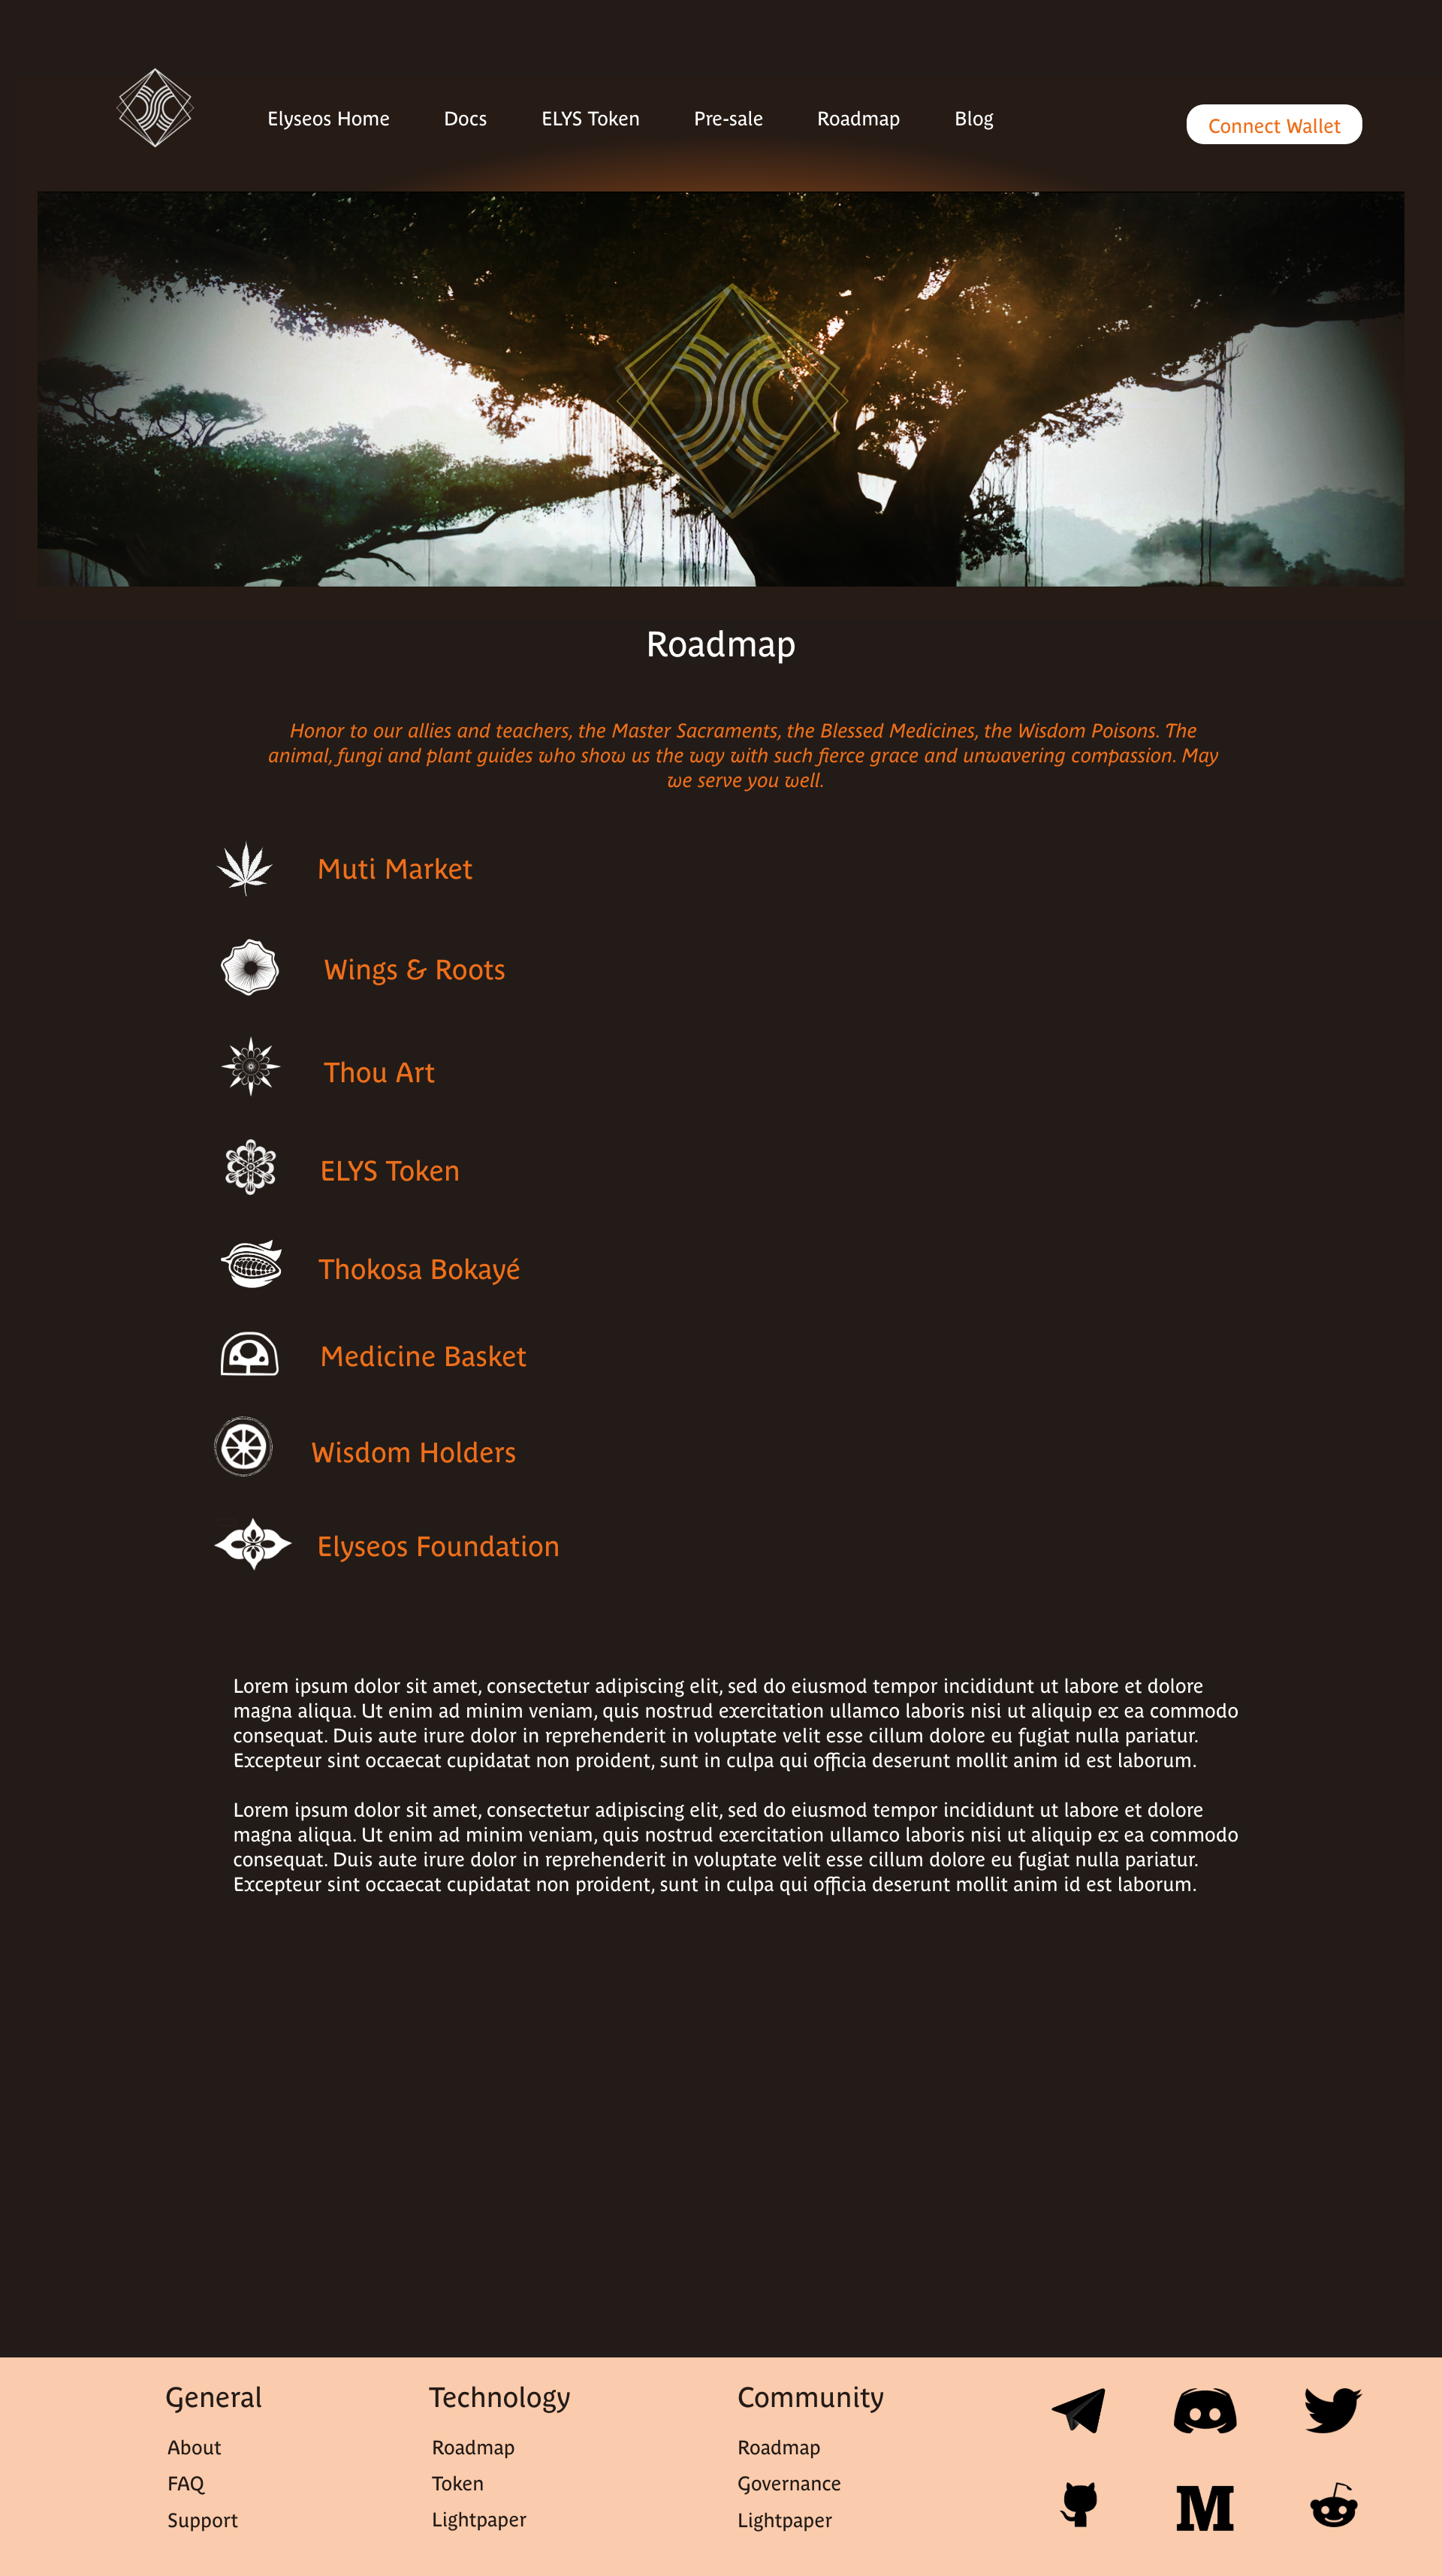 Elyseos Home
Docs
ELYS Token
Pre-sale
Roadmap
Blog
Connect Wallet
Roadmap
Honor to our allies and teachers, the Master Sacraments, the Blessed Medicines, the Wisdom Poisons. The
animal, fungi and plant guides who show us the way with such fierce grace and unwavering compassion. May
we serve you well.
Muti Market
Wings & Roots
Thou Art
ELYS Token
Thokosa Bokayé
Medicine Basket
Wisdom Holders
Elyseos Foundation
Lorem ipsum dolor sit amet, consectetur adipiscing elit, sed do eiusmod tempor incididunt ut labore et dolore
magna aliqua. Ut enim ad minim veniam, quis nostrud exercitation ullamco laboris nisi ut aliquip ex ea commodo
consequat. Duis aute irure dolor in reprehenderit in voluptate velit esse cillum dolore eu fugiat nulla pariatur.
Excepteur sint occaecat cupidatat non proident, sunt in culpa qui officia deserunt mollit anim id est laborum.
Lorem ipsum dolor sit amet, consectetur adipiscing elit, sed do eiusmod tempor incididunt ut labore et dolore
magna aliqua. Ut enim ad minim veniam, quis nostrud exercitation ullamco laboris nisi ut aliquip ex ea commodo
consequat. Duis aute irure dolor in reprehenderit in voluptate velit esse cillum dolore eu fugiat nulla pariatur.
Excepteur sint occaecat cupidatat non proident, sunt in culpa qui officia deserunt mollit anim id est laborum.
General
About
FAQ
Support
Technology
Roadmap
Token
Lightpaper
Community
Roadmap
Governance
Lightpaper
M